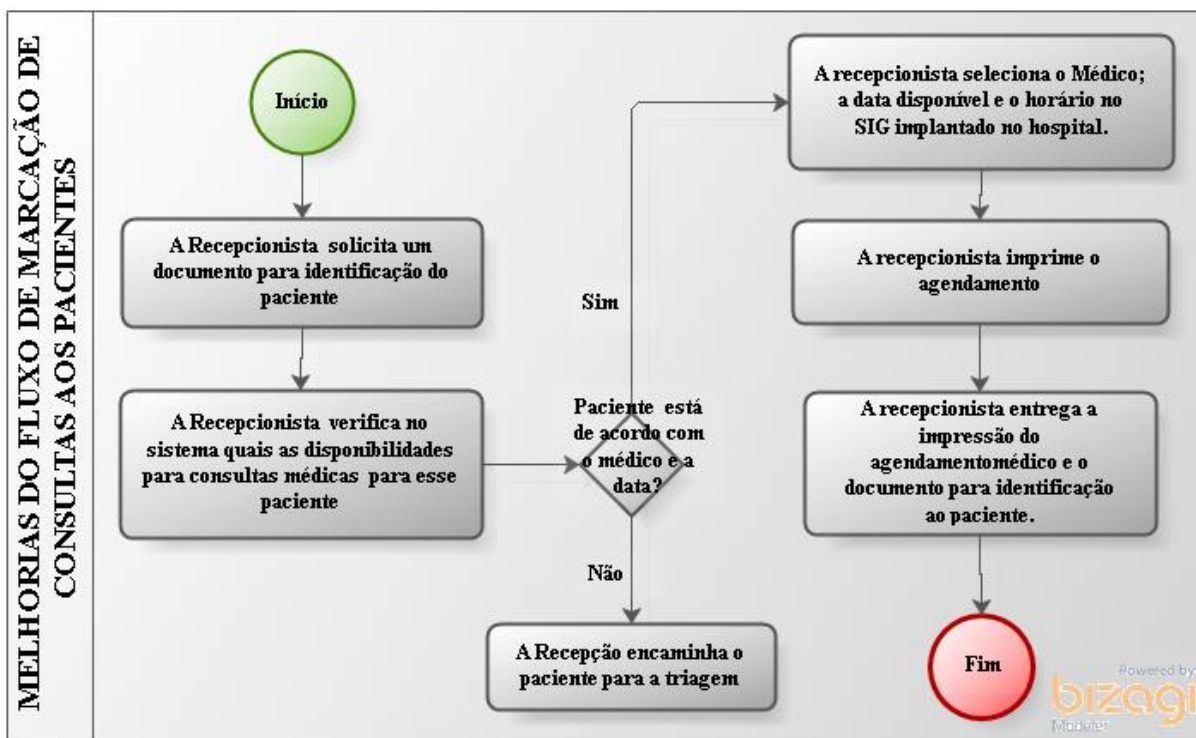 MELHORIAS DO FLUXO DE MARCAÇÃO DE
CONSULTAS AOS PACIENTES
Início
A Recepcionista solicita um
documento para identificação do
paciente
A Recepcionista verifica no
sistema quais as disponibilidades
para consultas médicas para esse
paciente
Paciente está
de acordo com
o médico e a
data?
Sim
Não
A Recepção encaminha o
paciente para a triagem
A recepcionista seleciona o Médico;
a data disponível e o horário no
SIG implantado no hospital.
A recepcionista imprime o
agendamento
A recepcionista entrega a
impressão do
agendamentomédico e o
documento para identificação
ao paciente.
Fim
Powered by
bizagi
Modeler